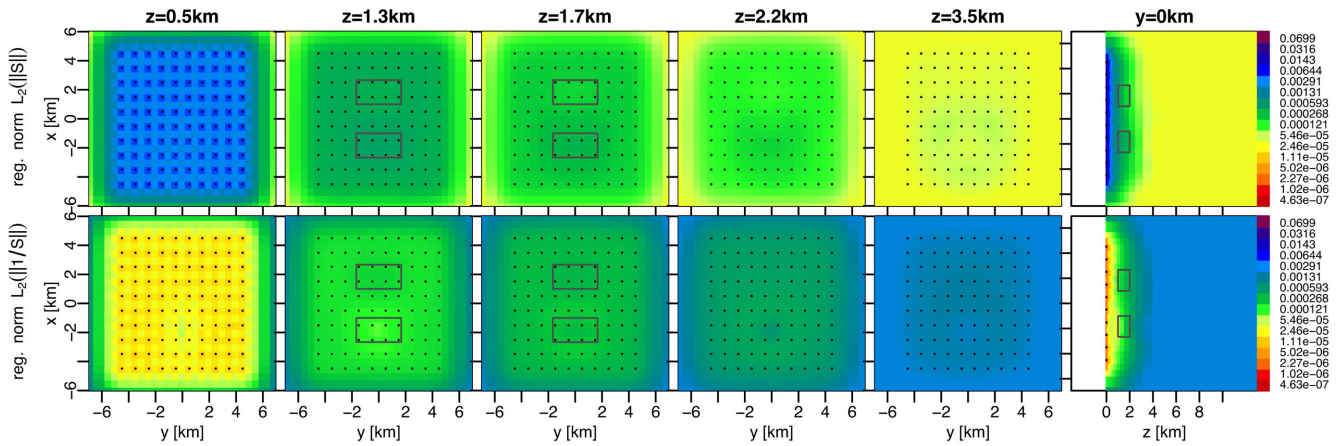 z=0.5km z=1.3km z=1.7km z=2.2km z=3.5km y=0km
reg. norm L₂(||S||)
x [km]
6
4
2
0
−2
−6
0.0699
0.0316
0.0143
0.00644
0.00291
0.00131
0.000593
0.000268
0.000121
5.46e−05
2.46e−05
1.11e−05
5.02e−06
2.27e−06
1.02e−06
4.63e−07
reg. norm L₂(||1/S||)
x [km]
6
4
2
0
−2
−6
0.0699
0.0316
0.0143
0.00644
0.00291
0.00131
0.000593
0.000268
0.000121
5.46e−05
2.46e−05
1.11e−05
5.02e−06
2.27e−06
1.02e−06
4.63e−07
−6 −2 0 2 4 6 −6 −2 0 2 4 6 −6 −2 0 2 4 6 −6 −2 0 2 4 6 −6 −2 0 2 4 6 0 2 4 6 8
y [km] y [km] y [km] y [km] y [km] z [km]